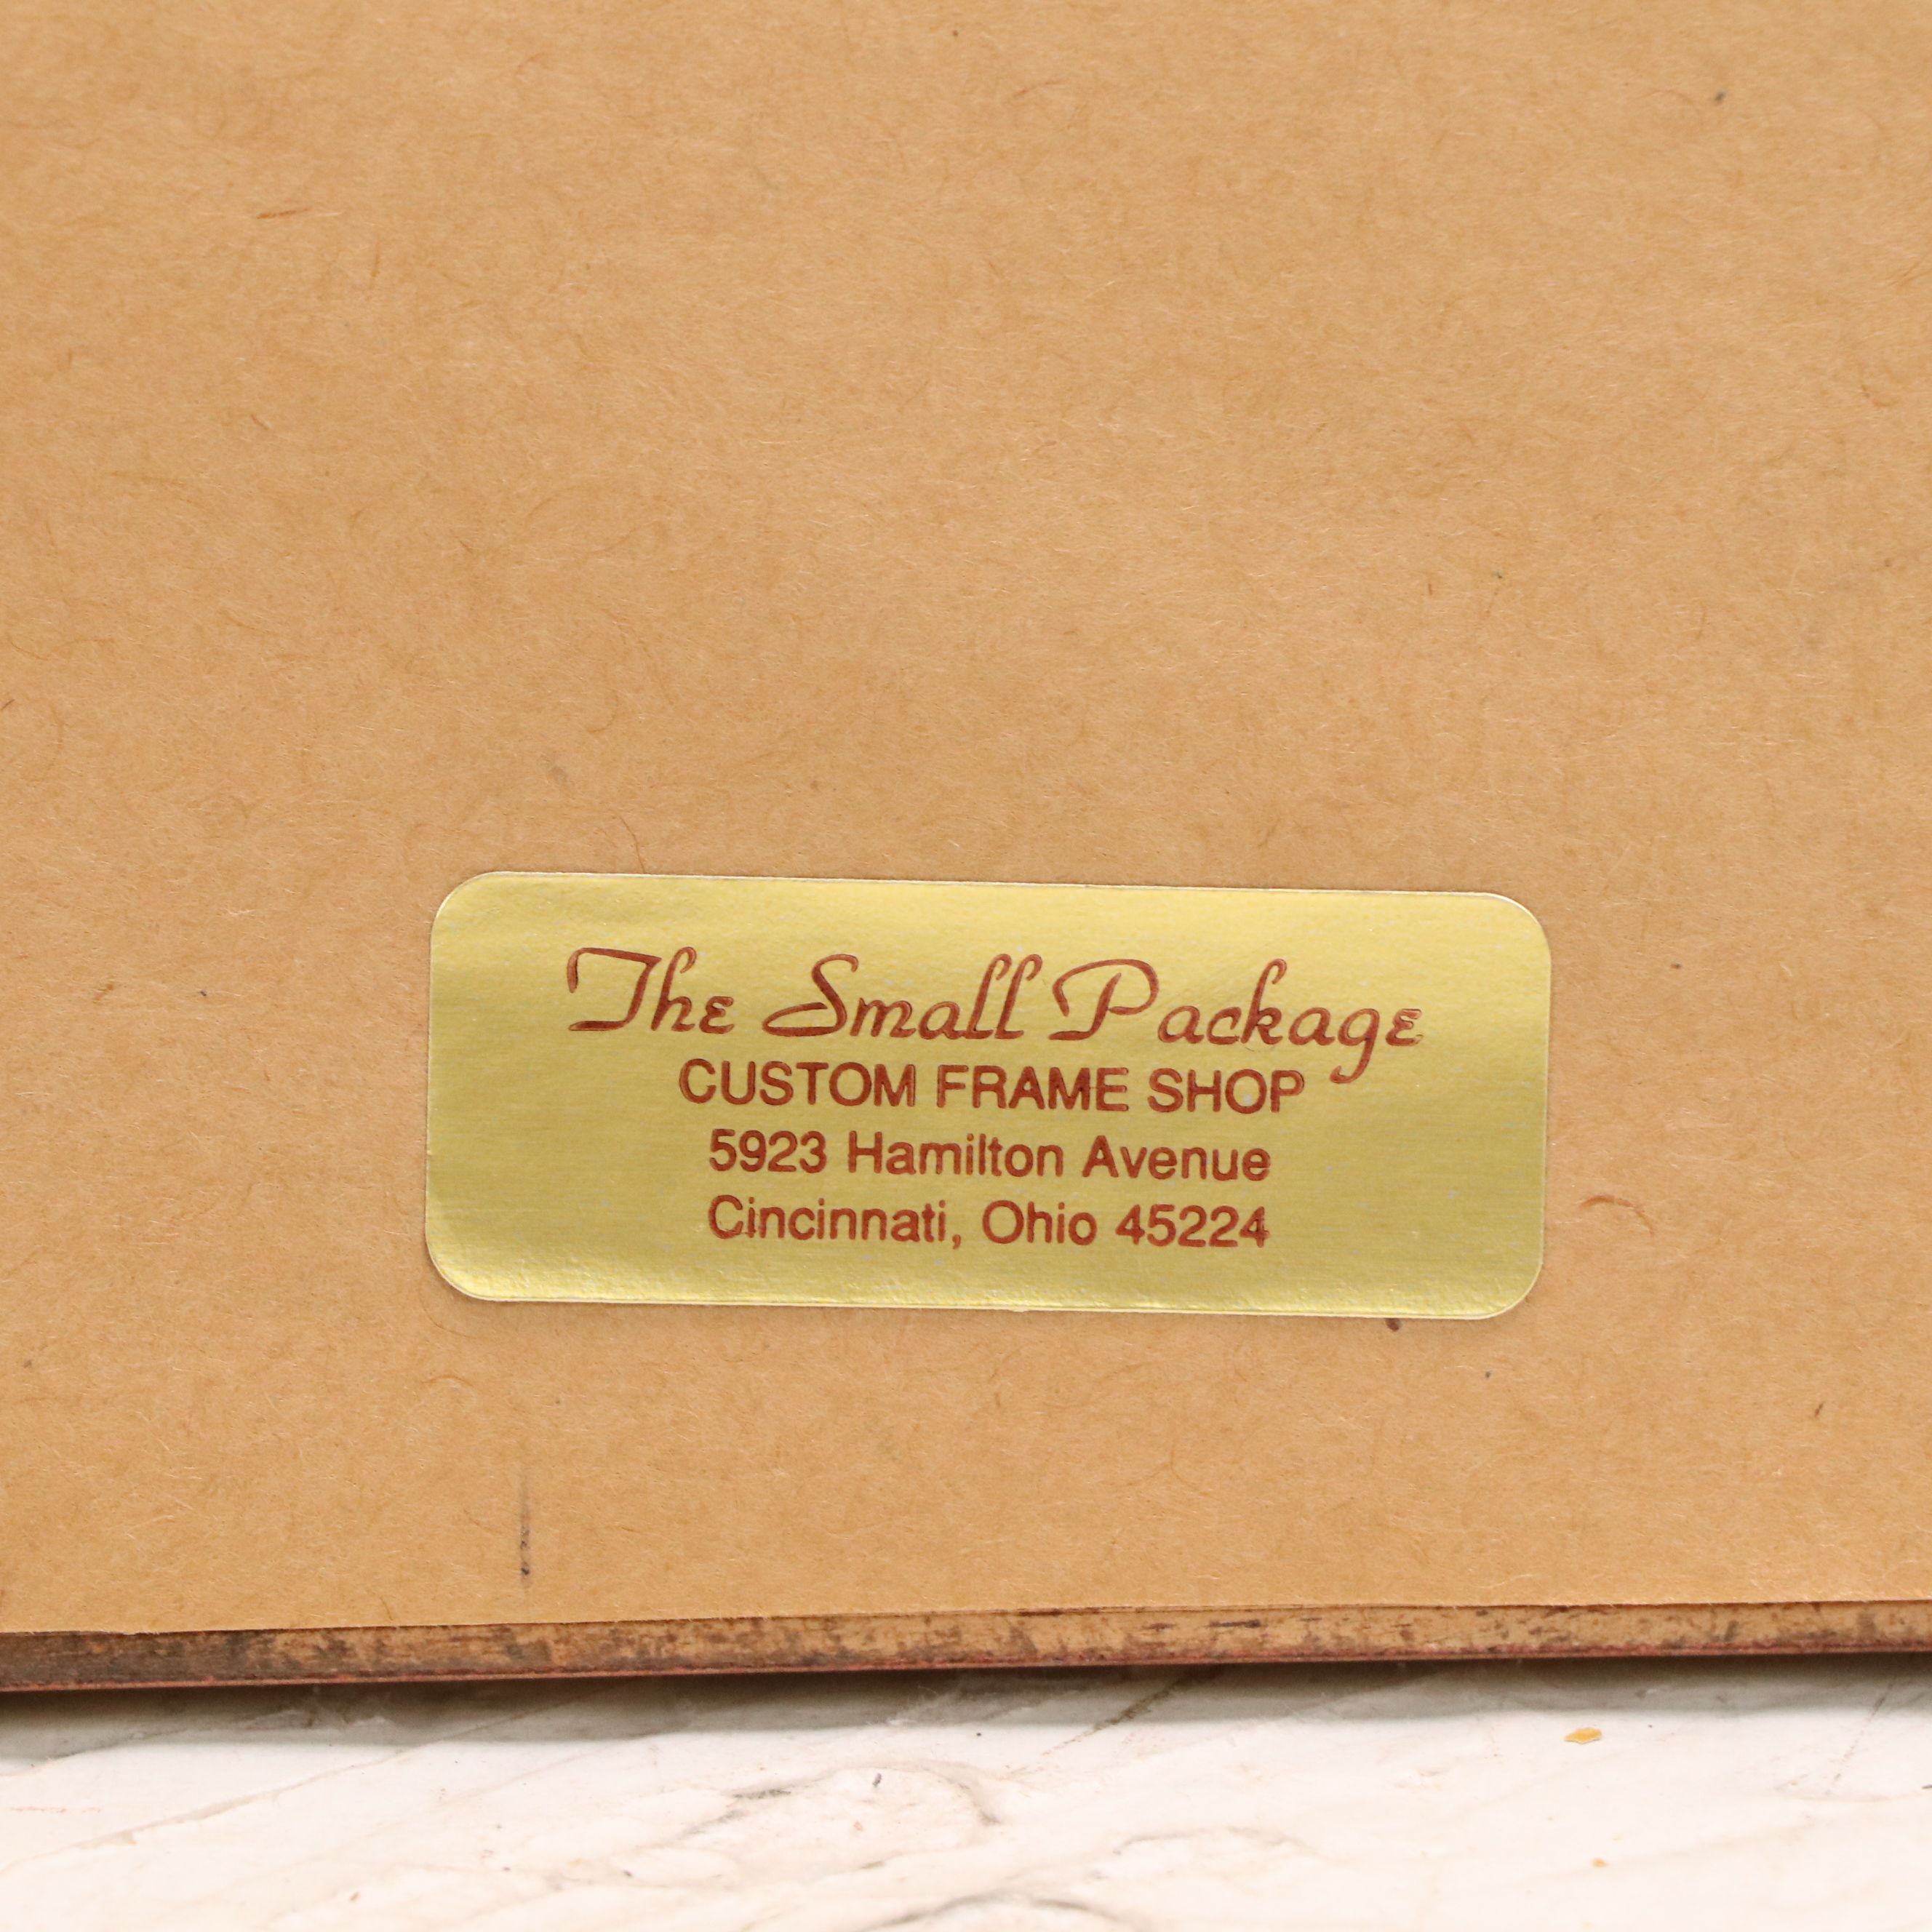 The Small Package
CUSTOM FRAME SHOP
5923 Hamilton Avenue
Cincinnati, Ohio 45224